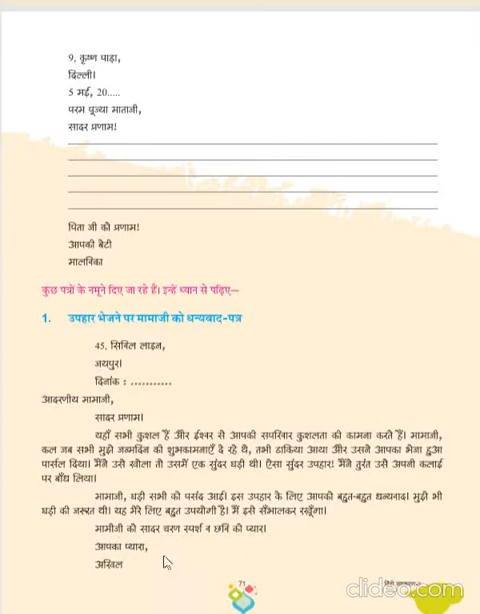 9, कृष्ण पाड़ा,
दिल्ली।
5 मई, 20.....
परम पूज्या माताजी,
सादर प्रणाम!
पिता जी को प्रणाम!
आपकी बेटी
मालविका
कुछ पत्रों के नमूने दिए जा रहे हैं। इन्हें ध्यान से पढ़िए—
1. उपहार भेजने पर मामाजी को धन्यवाद-पत्र
45, सिविल लाइन,
जयपुर।
दिनांक : ...........
आदरणीय मामाजी,
सादर प्रणाम।
यहाँ सभी कुशल हैं और ईश्वर से आपकी सपरिवार कुशलता की कामना करते हैं। मामाजी,
कल जब सभी मुझे जन्मदिन की शुभकामनाएँ दे रहे थे, तभी डाकिया आया और उसने आपका भेजा हुआ
पार्सल दिया। मैंने उसे खोला तो उसमें एक सुंदर घड़ी थी। ऐसा सुंदर उपहार! मैंने तुरंत उसे अपनी कलाई
पर बाँध लिया।
मामाजी, घड़ी सभी को पसंद आई। इस उपहार के लिए आपको बहुत-बहुत धन्यवाद। मुझे भी
घड़ी की जरूरत थी। यह मेरे लिए बहुत उपयोगी है। मैं इसे सँभालकर रखूँगा।
मामीजी को सादर चरण स्पर्श व छवि को प्यार।
आपका प्यारा,
अखिल
71
हिंदी व्याकरण-5
clideo.com